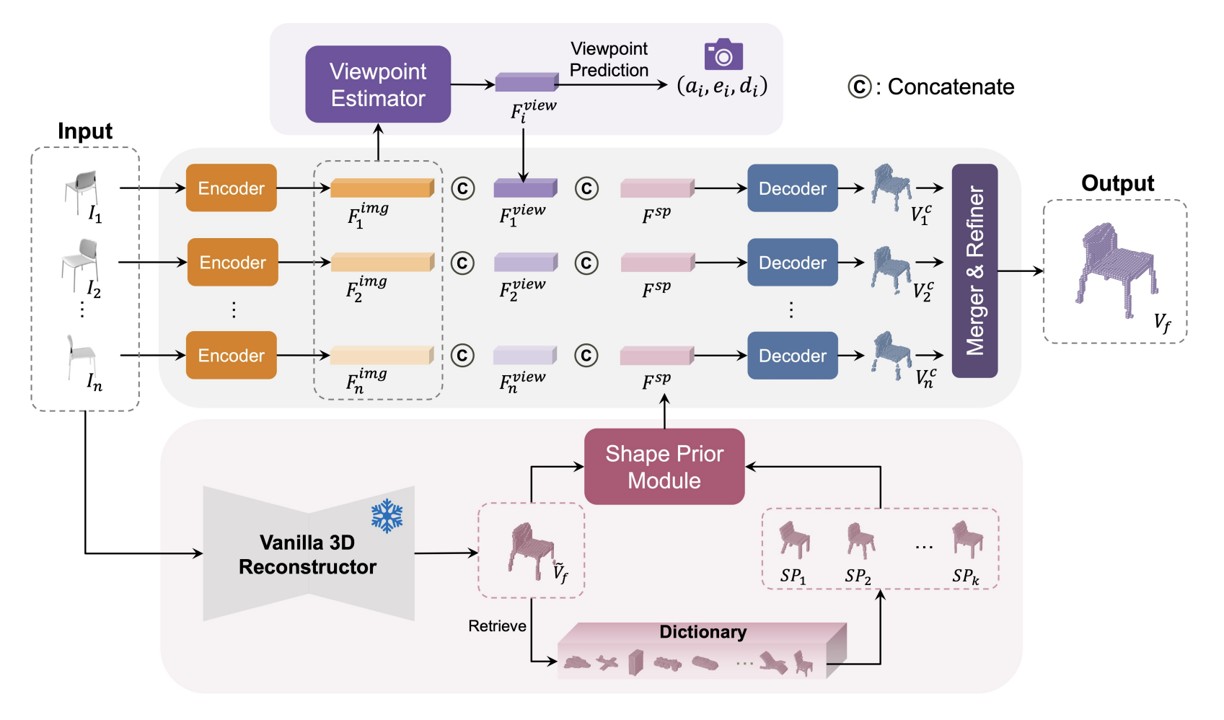 Viewpoint
Estimator
Viewpoint
Prediction
F_i^{view}
(a_i, e_i, d_i)
C : Concatenate
Input
I_1
I_2
⋮
I_n
Encoder
F_1^{img}
C
F_1^{view}
C
F^{sp}
Decoder
V_1^c
Encoder
F_2^{img}
C
F_2^{view}
C
F^{sp}
Decoder
V_2^c
⋮
⋮
Encoder
F_n^{img}
C
F_n^{view}
C
F^{sp}
Decoder
V_n^c
Merger & Refiner
Output
V_f
Shape Prior
Module
Vanilla 3D
Reconstructor
Ṽ_f
SP_1
SP_2
...
SP_k
Retrieve
Dictionary
...